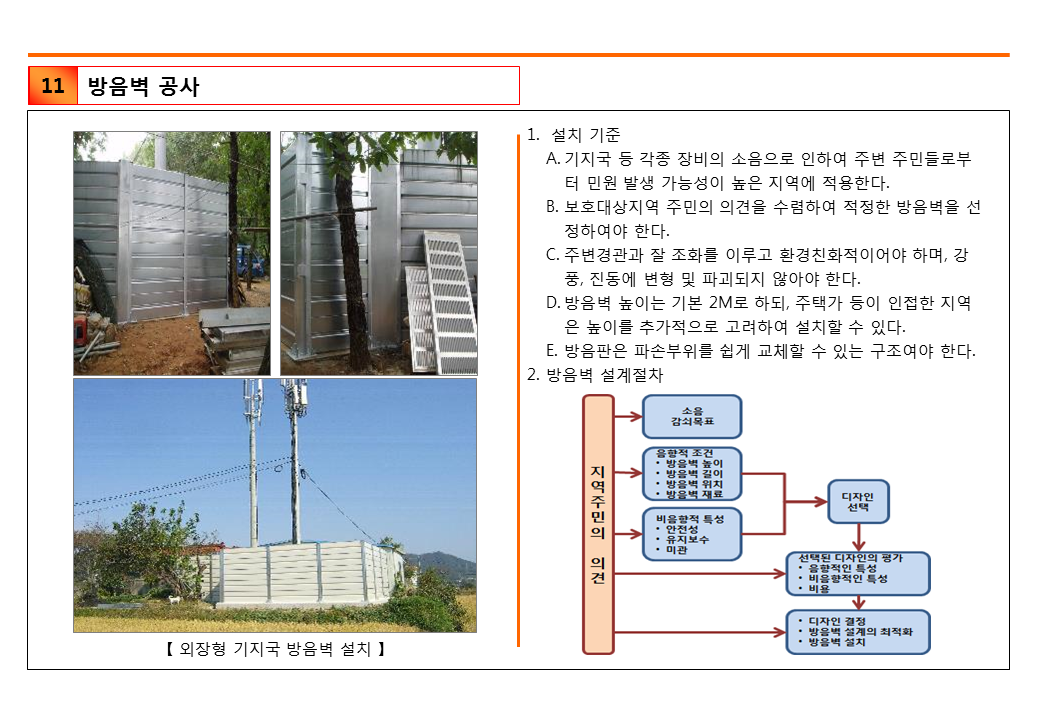 11 방음벽 공사
1. 설치 기준
A. 기지국 등 각종 장비의 소음으로 인하여 주변 주민들로부
터 민원 발생 가능성이 높은 지역에 적용한다.
B. 보호대상지역 주민의 의견을 수렴하여 적정한 방음벽을 선
정하여야 한다.
C. 주변경관과 잘 조화를 이루고 환경친화적이어야 하며, 강
풍, 진동에 변형 및 파괴되지 않아야 한다.
D. 방음벽 높이는 기본 2M로 하되, 주택가 등이 인접한 지역
은 높이를 추가적으로 고려하여 설치할 수 있다.
E. 방음판은 파손부위를 쉽게 교체할 수 있는 구조여야 한다.
2. 방음벽 설계절차
지역주민의 의견
소음
감쇠목표
음향적 조건
• 방음벽 높이
• 방음벽 길이
• 방음벽 위치
• 방음벽 재료
비음향적 특성
• 안전성
• 유지보수
• 미관
디자인
선택
선택된 디자인의 평가
• 음향적인 특성
• 비음향적인 특성
• 비용
• 디자인 결정
• 방음벽 설계의 최적화
• 방음벽 설치
【 외장형 기지국 방음벽 설치 】